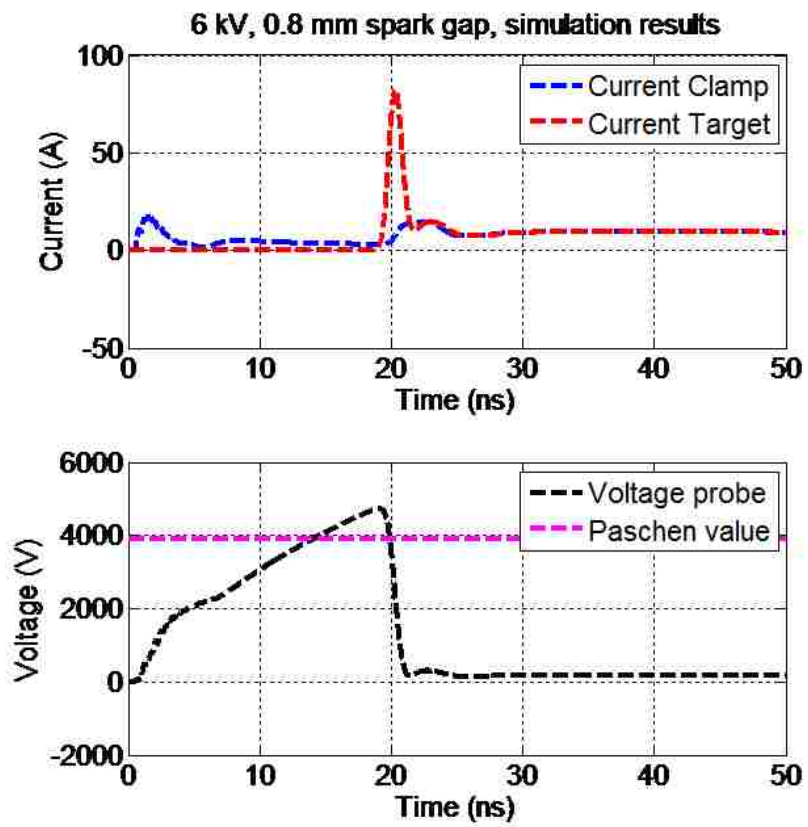 6 kV, 0.8 mm spark gap, simulation results
100
50
0
-50
Current (A)
Current Clamp
Current Target
0 10 20 30 40 50
Time (ns)
6000
4000
2000
0
-2000
Voltage (V)
Voltage probe
Paschen value
0 10 20 30 40 50
Time (ns)